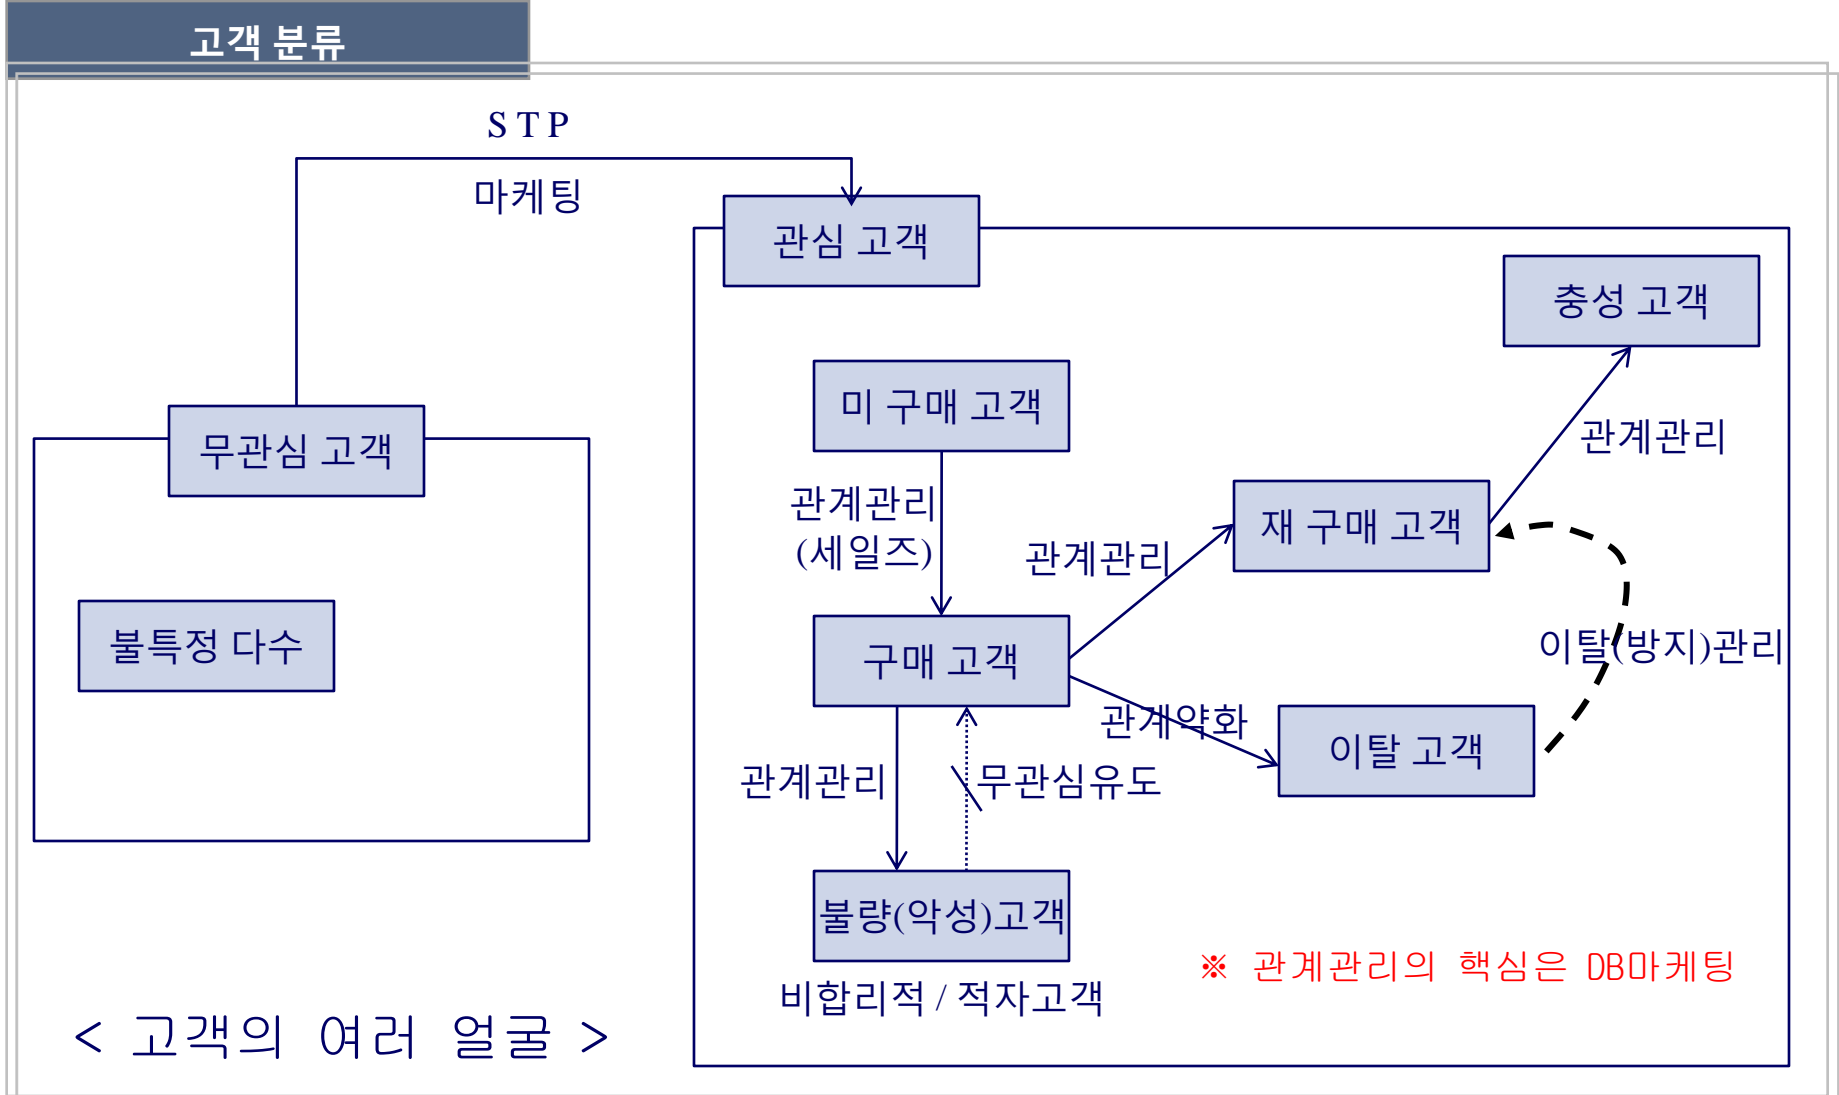 고객 분류
S T P
마케팅
관심 고객
충성 고객
미 구매 고객
무관심 고객
관계관리
관계관리
(세일즈)
재 구매 고객
관계관리
불특정 다수
구매 고객
이탈(방지)관리
관계약화
이탈 고객
관계관리
무관심유도
불량(악성)고객
※ 관계관리의 핵심은 DB마케팅
비합리적 / 적자고객
< 고객의 여러 얼굴 >